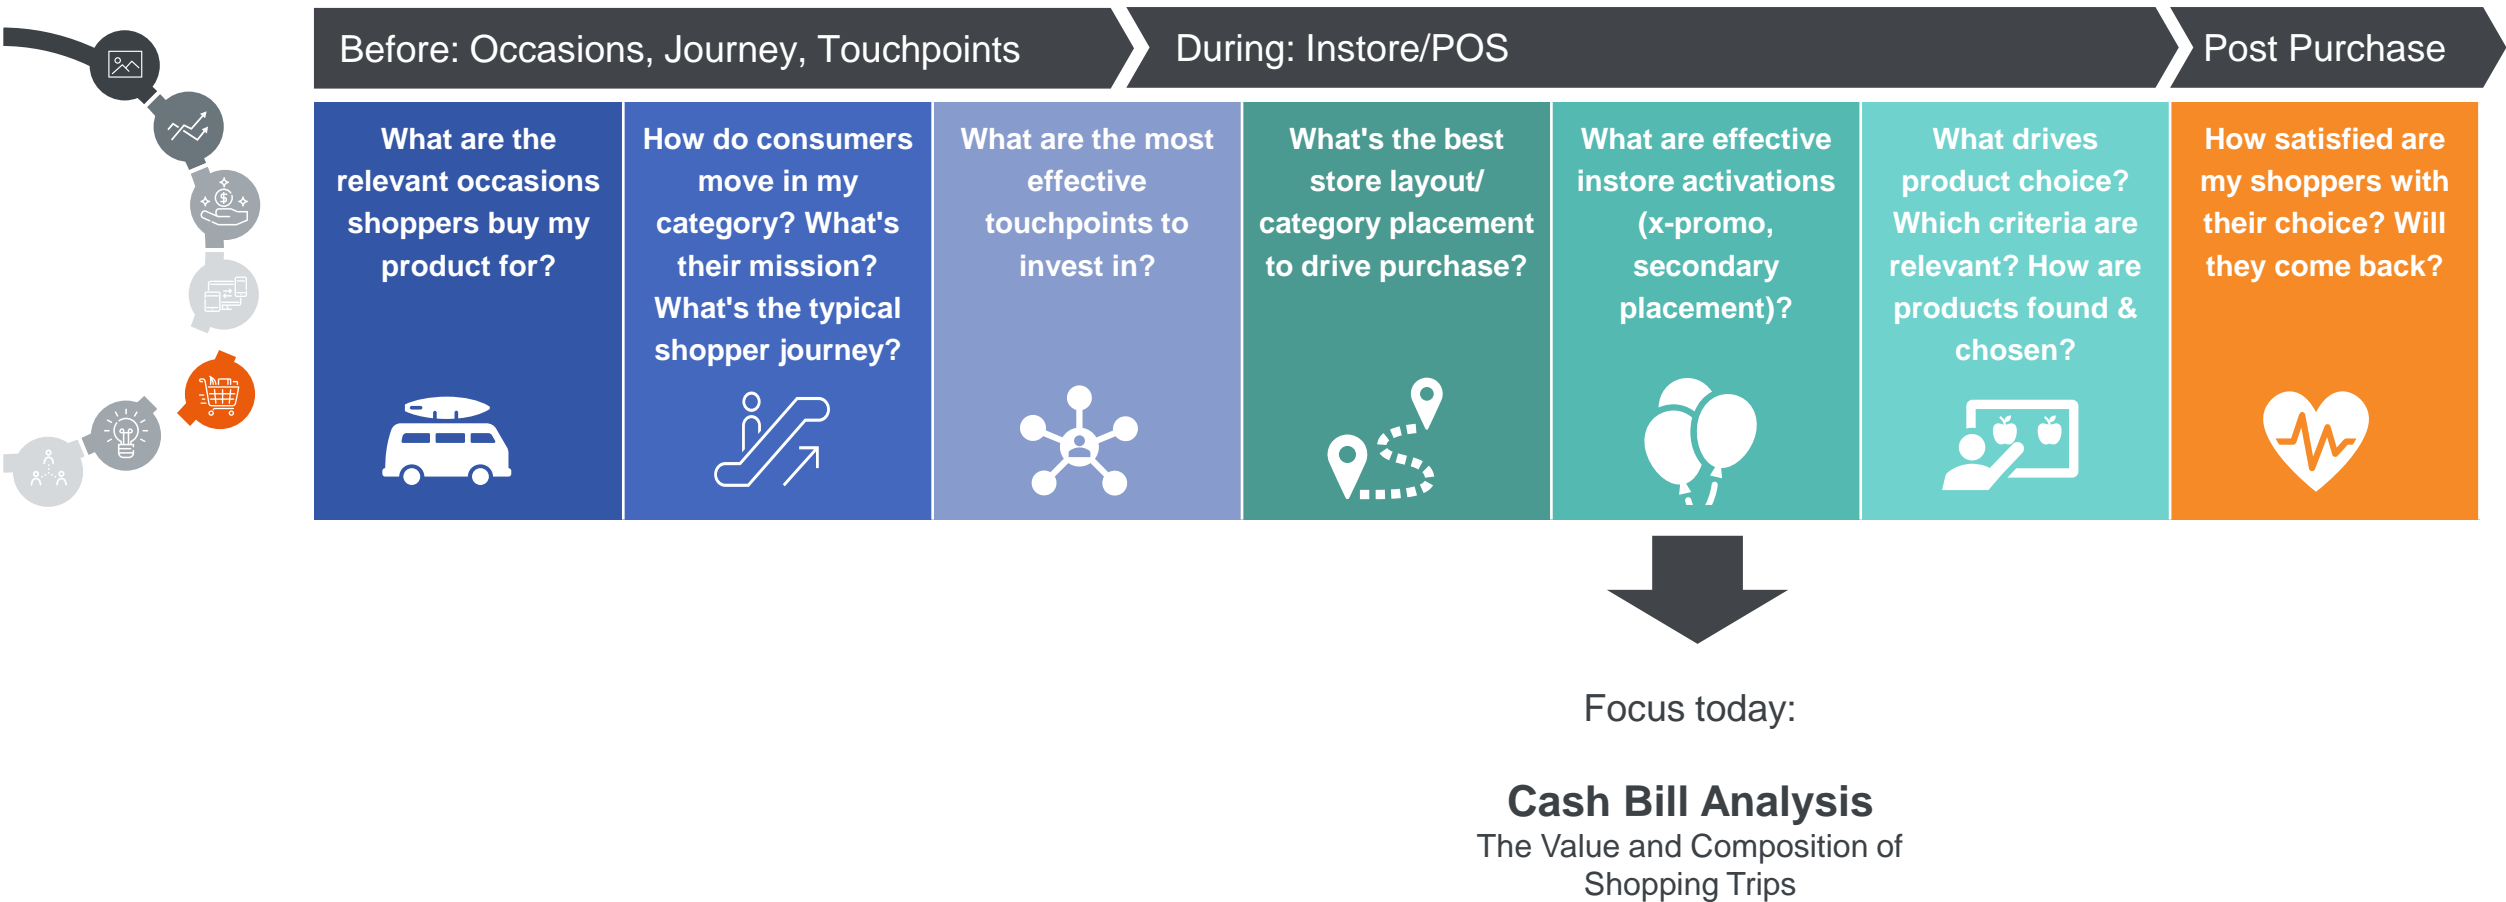 Before: Occasions, Journey, Touchpoints
During: Instore/POS
Post Purchase
What are the
relevant occasions
shoppers buy my
product for?
How do consumers
move in my
category? What's
their mission?
What's the typical
shopper journey?
What are the most
effective
touchpoints to
invest in?
What's the best
store layout/
category placement
to drive purchase?
What are effective
instore activations
(x-promo,
secondary
placement)?
What drives
product choice?
Which criteria are
relevant? How are
products found &
chosen?
How satisfied are
my shoppers with
their choice? Will
they come back?
Focus today:
Cash Bill Analysis
The Value and Composition of
Shopping Trips